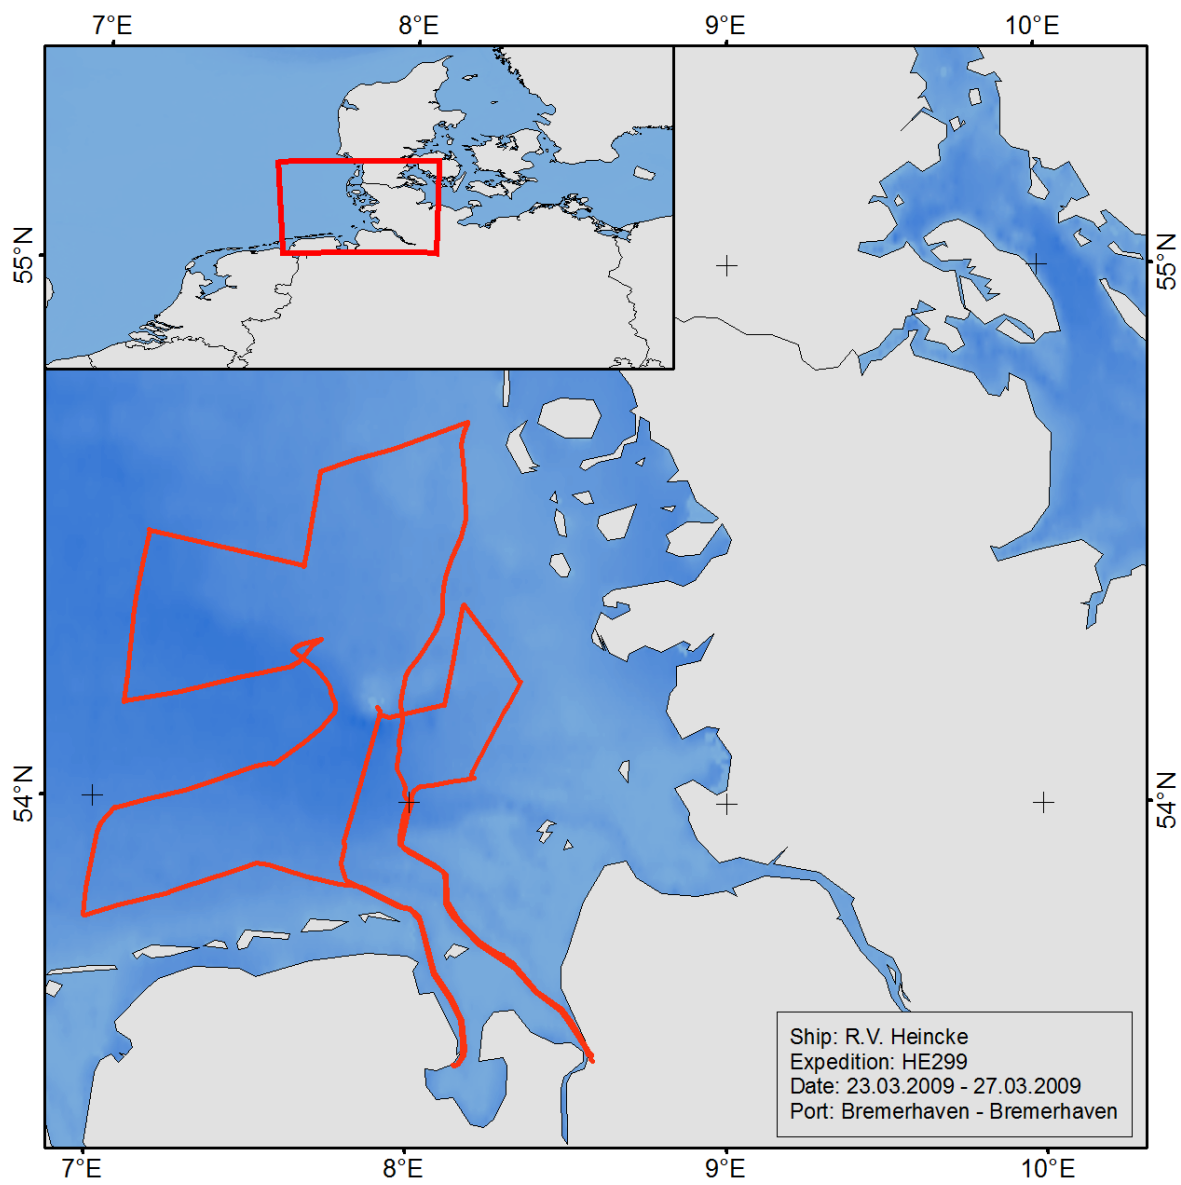 7°E 8°E 9°E 10°E
55°N 55°N
54°N 54°N
Ship: R.V. Heincke
Expedition: HE299
Date: 23.03.2009 - 27.03.2009
Port: Bremerhaven - Bremerhaven
7°E 8°E 9°E 10°E